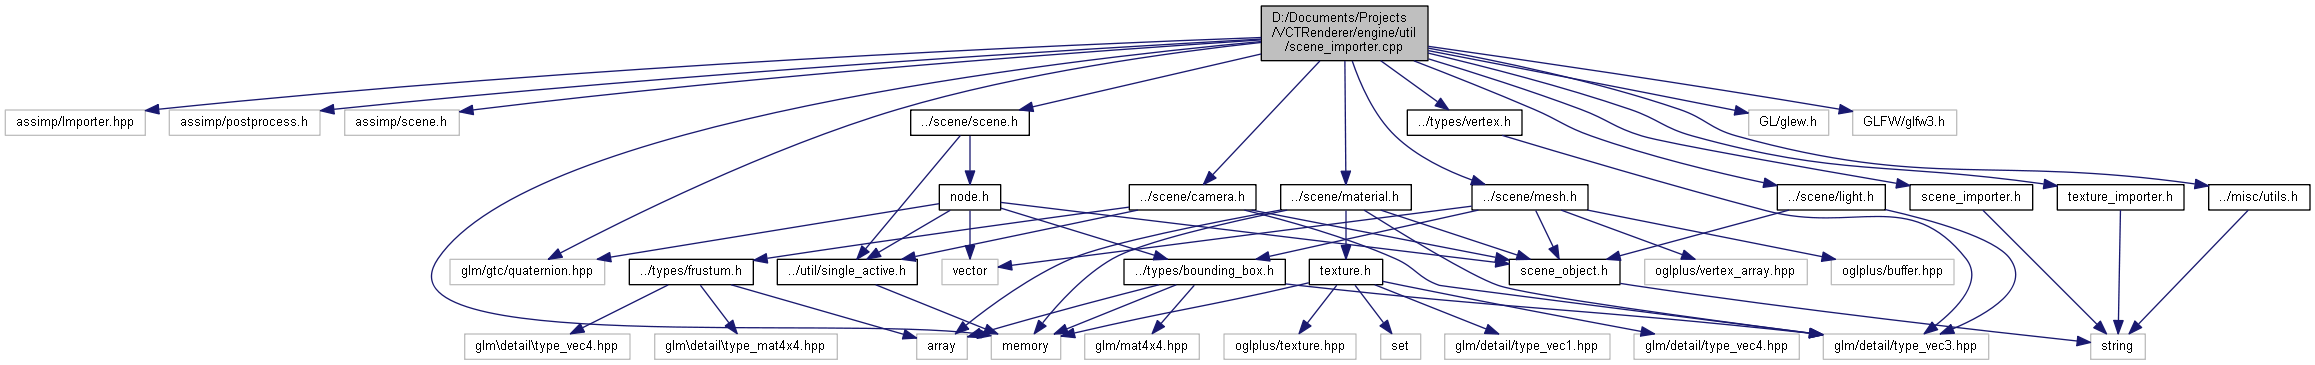 D:/Documents/Projects
/VCTRenderer/engine/util
/scene_importer.cpp
assimp/Importer.hpp
assimp/postprocess.h
assimp/scene.h
../scene/scene.h
../types/vertex.h
GL/glew.h
GLFW/glfw3.h
node.h
../scene/camera.h
../scene/material.h
../scene/mesh.h
../scene/light.h
scene_importer.h
texture_importer.h
../misc/utils.h
glm/gtc/quaternion.hpp
../types/frustum.h
../util/single_active.h
vector
../types/bounding_box.h
texture.h
scene_object.h
oglplus/vertex_array.hpp
oglplus/buffer.hpp
glm\detail\type_vec4.hpp
glm\detail\type_mat4x4.hpp
array
memory
glm/mat4x4.hpp
oglplus/texture.hpp
set
glm/detail/type_vec1.hpp
glm/detail/type_vec4.hpp
glm/detail/type_vec3.hpp
string